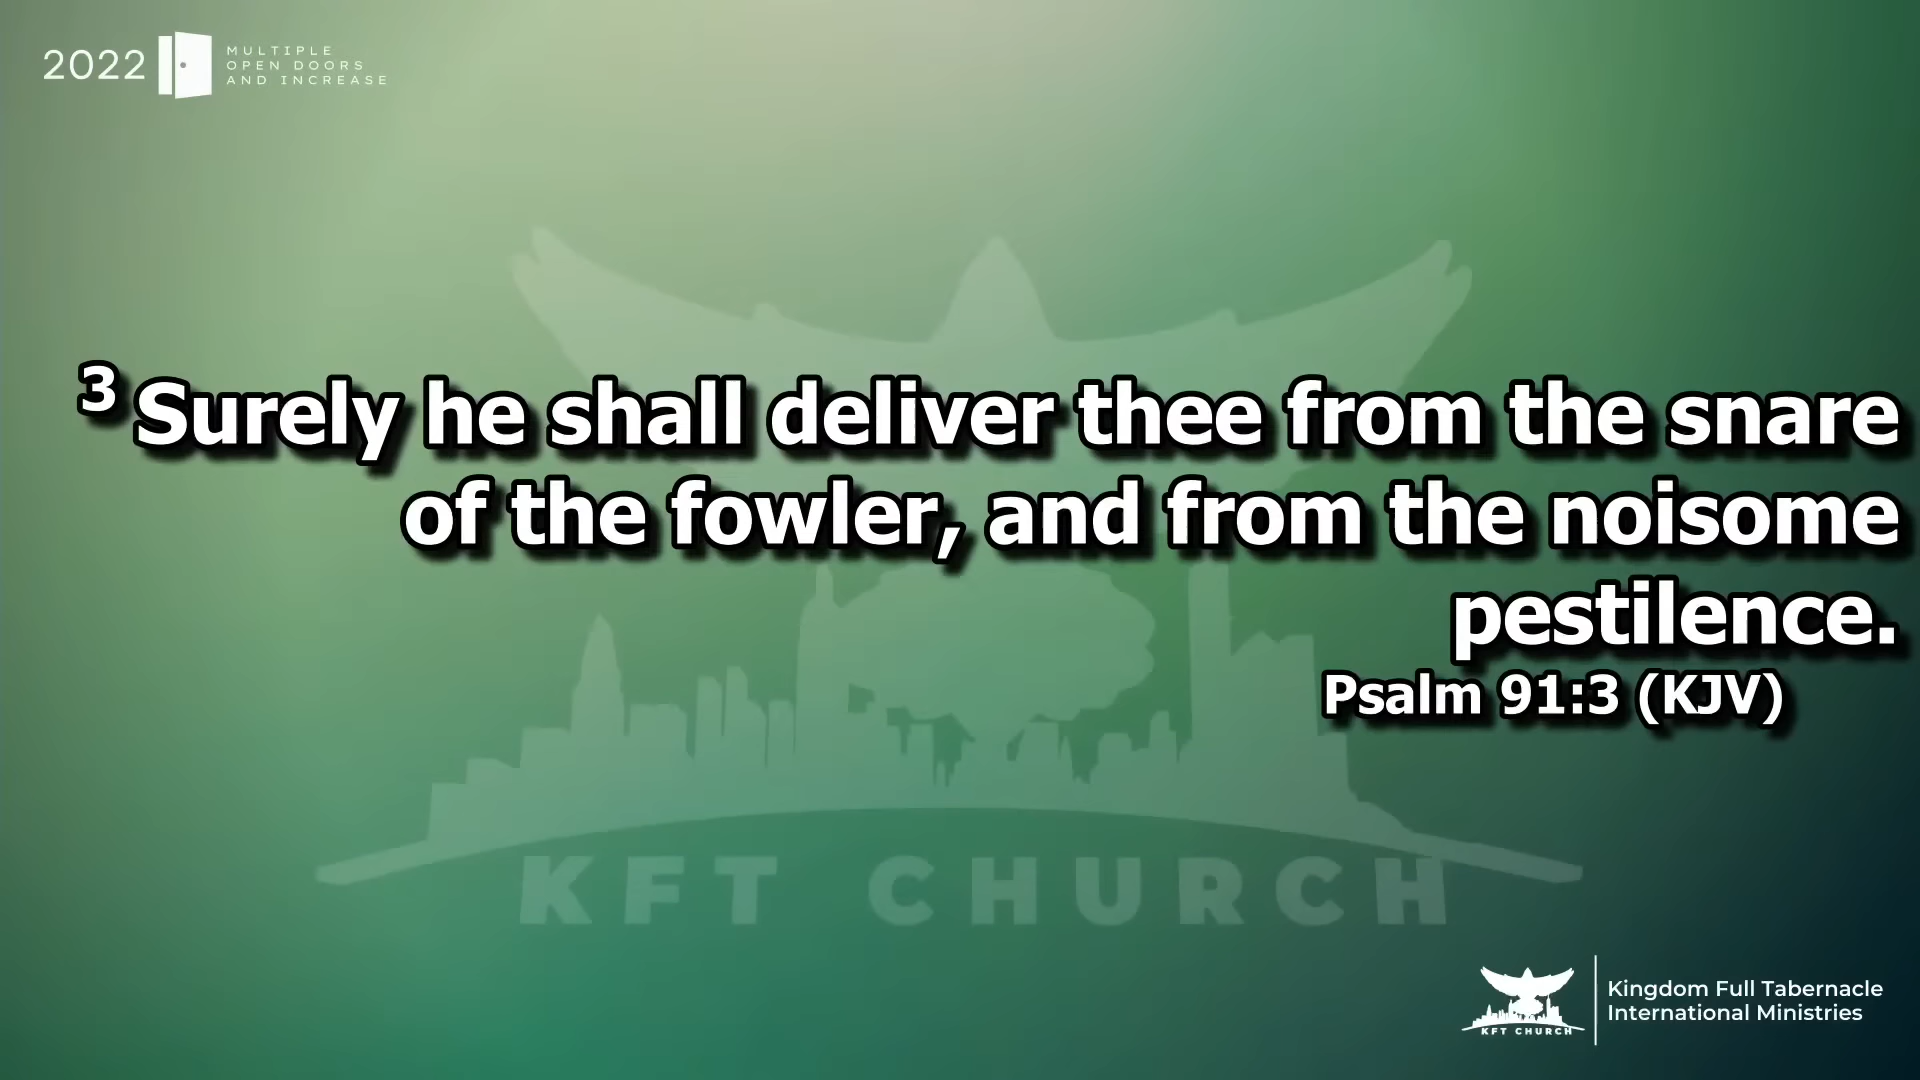 2022
MULTIPLE
OPEN DOORS
AND INCREASE
3 Surely he shall deliver thee from the snare
of the fowler, and from the noisome
pestilence.
Psalm 91:3 (KJV)
KFT CHURCH
KFT CHURCH
Kingdom Full Tabernacle
International Ministries